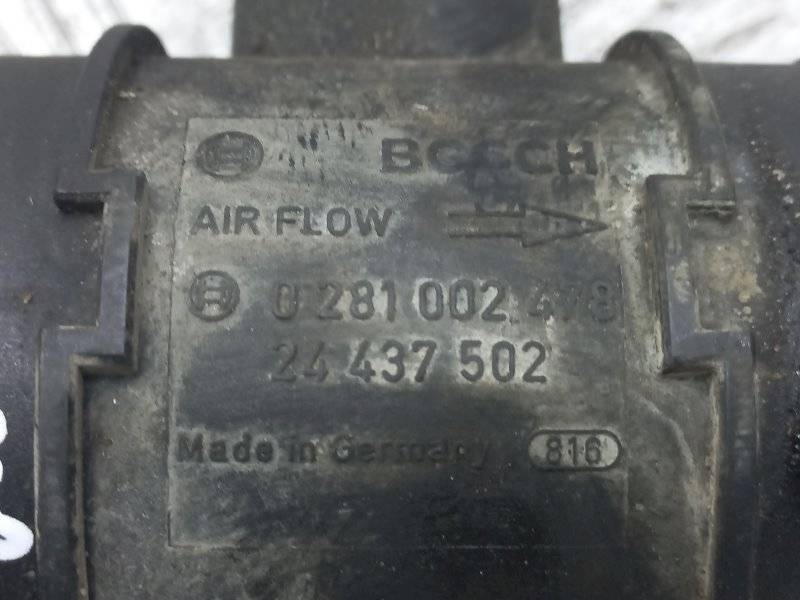 BOSCH
AIR FLOW
0 281 002 478
24 437 502
Made in Germany 816